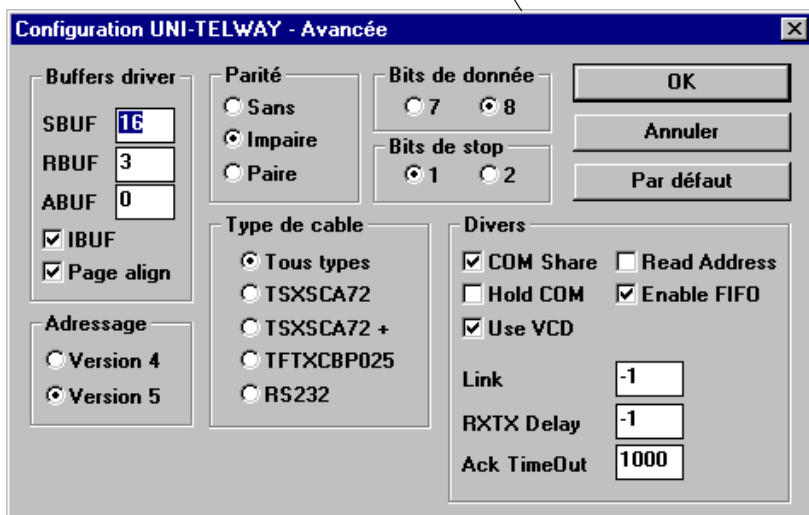 Configuration UNI-TELWAY - Avancée
Buffers driver
SBUF 16
RBUF 3
ABUF 0
IBUF
Page align
Adressage
Version 4
Version 5
Parité
Sans
Impaire
Paire
Bits de donnée
7 8
Bits de stop
1 2
OK
Annuler
Par défaut
Type de cable
Tous types
TSXSCA72
TSXSCA72 +
TFTXCBP025
RS232
Divers
COM Share Read Address
Hold COM Enable FIFO
Use VCD
Link -1
RXTX Delay -1
Ack TimeOut 1000